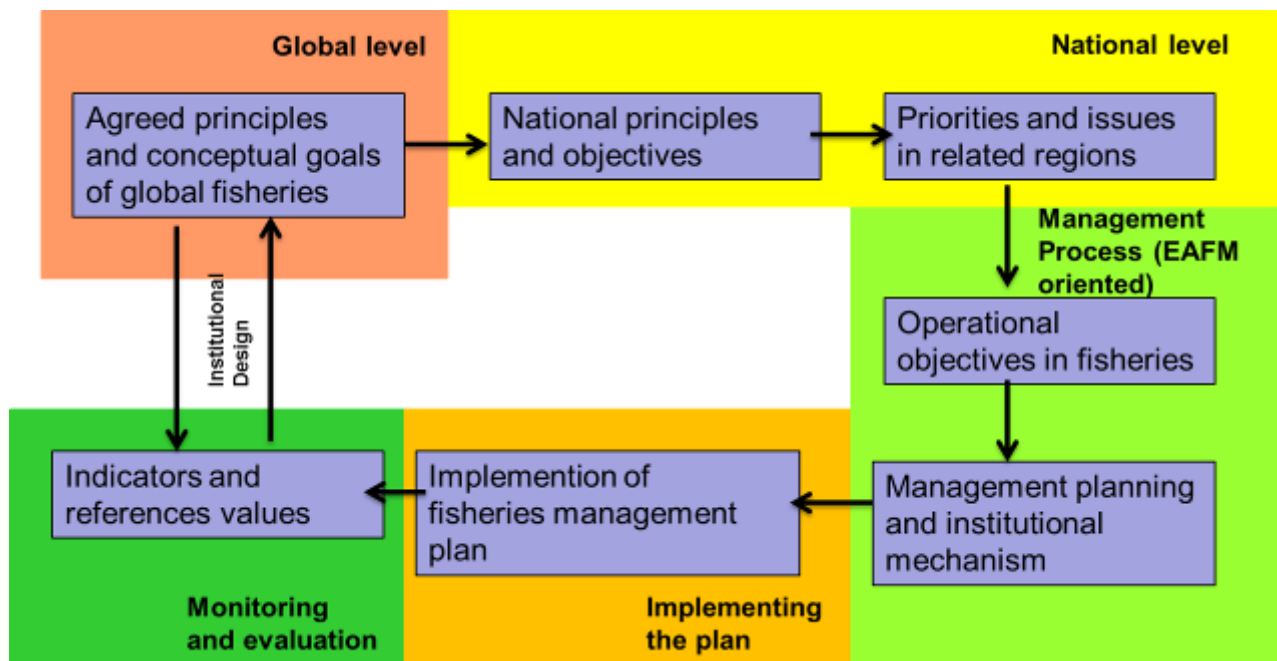 Global level
National level
Agreed principles
and conceptual goals
of global fisheries
National principles
and objectives
Priorities and issues
in related regions
Management
Process (EAFM
oriented)
Institutional
Design
Operational
objectives in fisheries
Indicators and
references values
Implemention of
fisheries management
plan
Management planning
and institutional
mechanism
Monitoring
and evaluation
Implementing
the plan